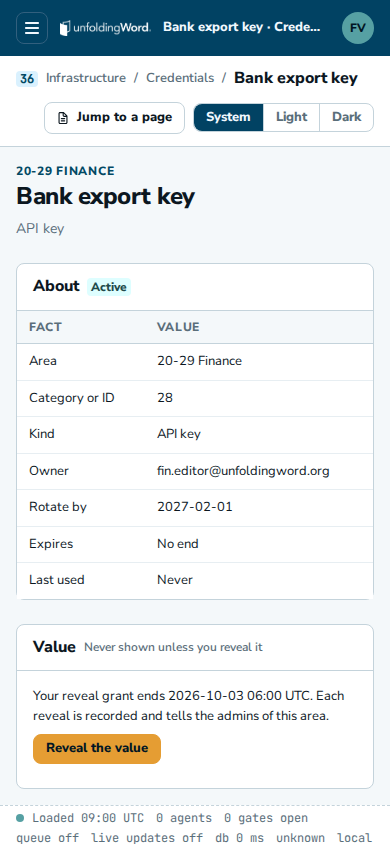 unfoldingWord. Bank export key · Crede... FV
36 Infrastructure / Credentials / Bank export key
Jump to a page System Light Dark
20-29 FINANCE
Bank export key
API key
About Active
FACT VALUE
Area 20-29 Finance
Category or ID 28
Kind API key
Owner fin.editor@unfoldingword.org
Rotate by 2027-02-01
Expires No end
Last used Never
Value Never shown unless you reveal it
Your reveal grant ends 2026-10-03 06:00 UTC. Each
reveal is recorded and tells the admins of this area.
Reveal the value
Loaded 09:00 UTC 0 agents 0 gates open
queue off live updates off db 0 ms unknown local